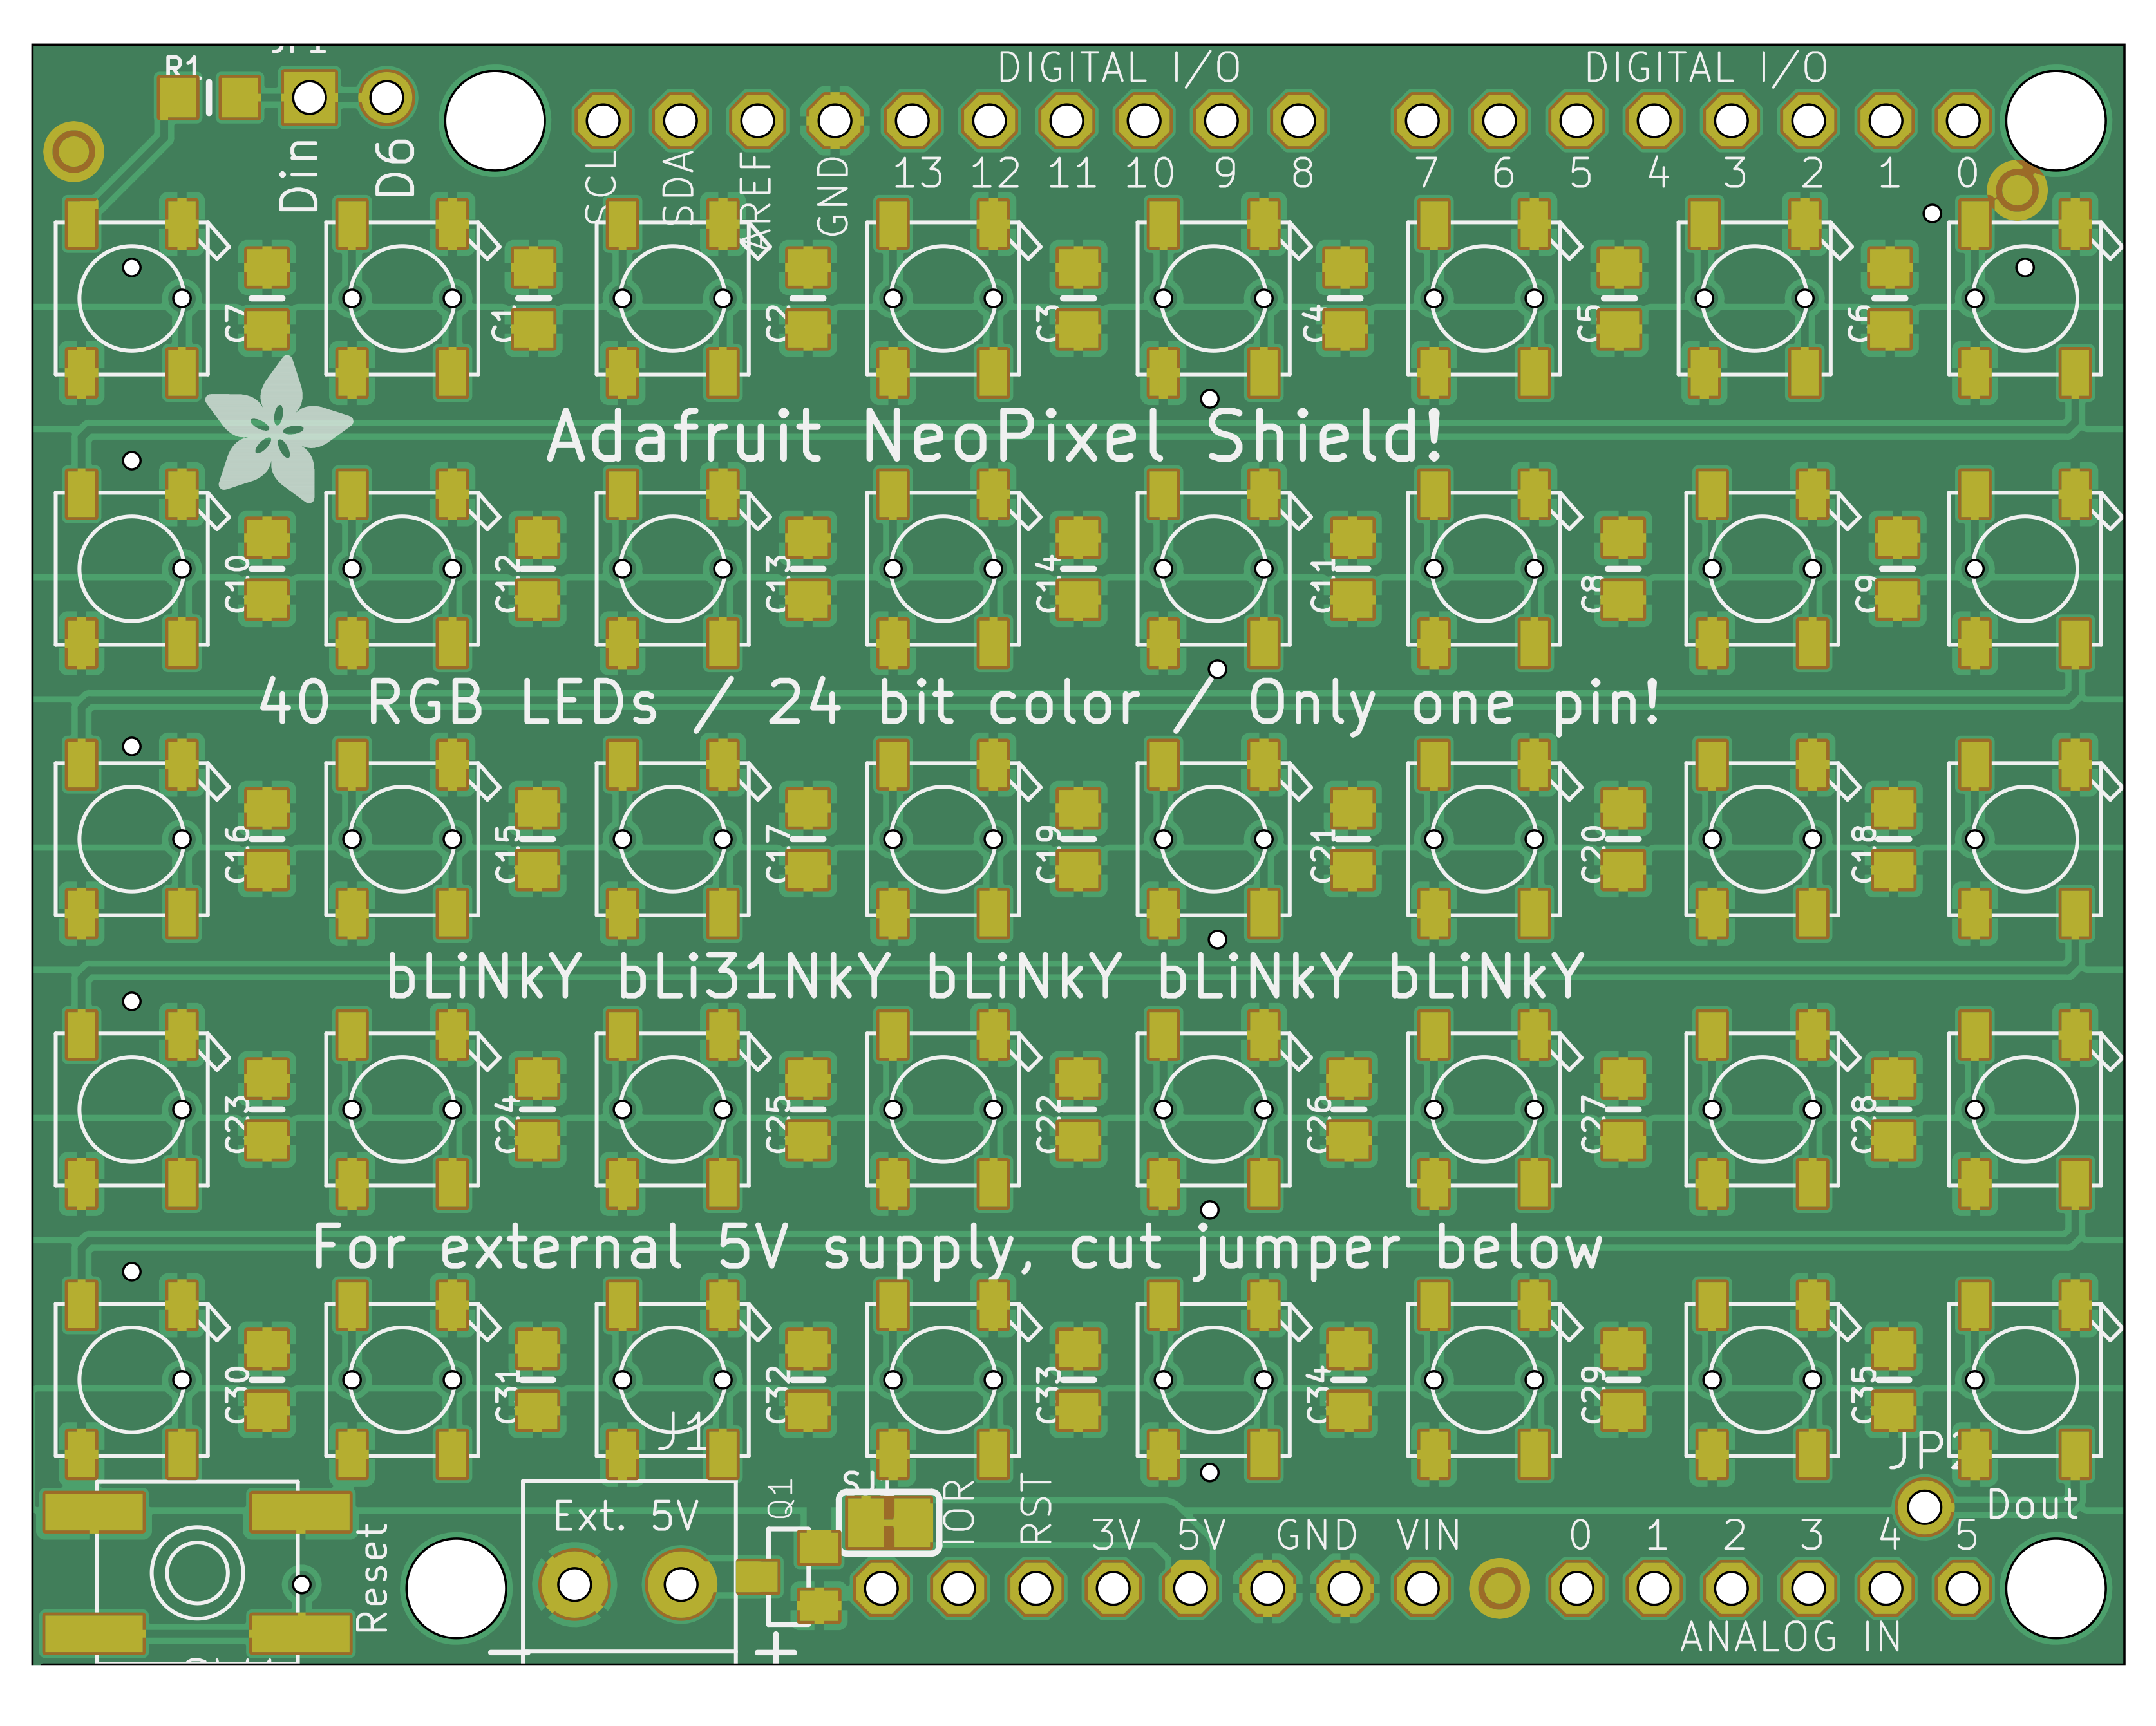 R1
DIGITAL I/O DIGITAL I/O
Din D6 SCL SDA AREF GND 13 12 11 10 9 8 7 6 5 4 3 2 1 0
C7 C1 C2 C3 C4 C5 C6
Adafruit NeoPixel Shield!
C10 C12 C13 C14 C11 C8 C9
40 RGB LEDs / 24 bit color / Only one pin!
C16 C15 C17 C19 C21 C20 C18
bLiNkY bLi31NkY bLiNkY bLiNkY bLiNkY
C23 C24 C25 C22 C26 C27 C28
For external 5V supply, cut jumper below
C30 C31 C32 C33 C34 C29 C35
J1
Reset Ext. 5V Q1 IOR RST 3V 5V GND VIN 0 1 2 3 4 5 Dout
ANALOG IN
+